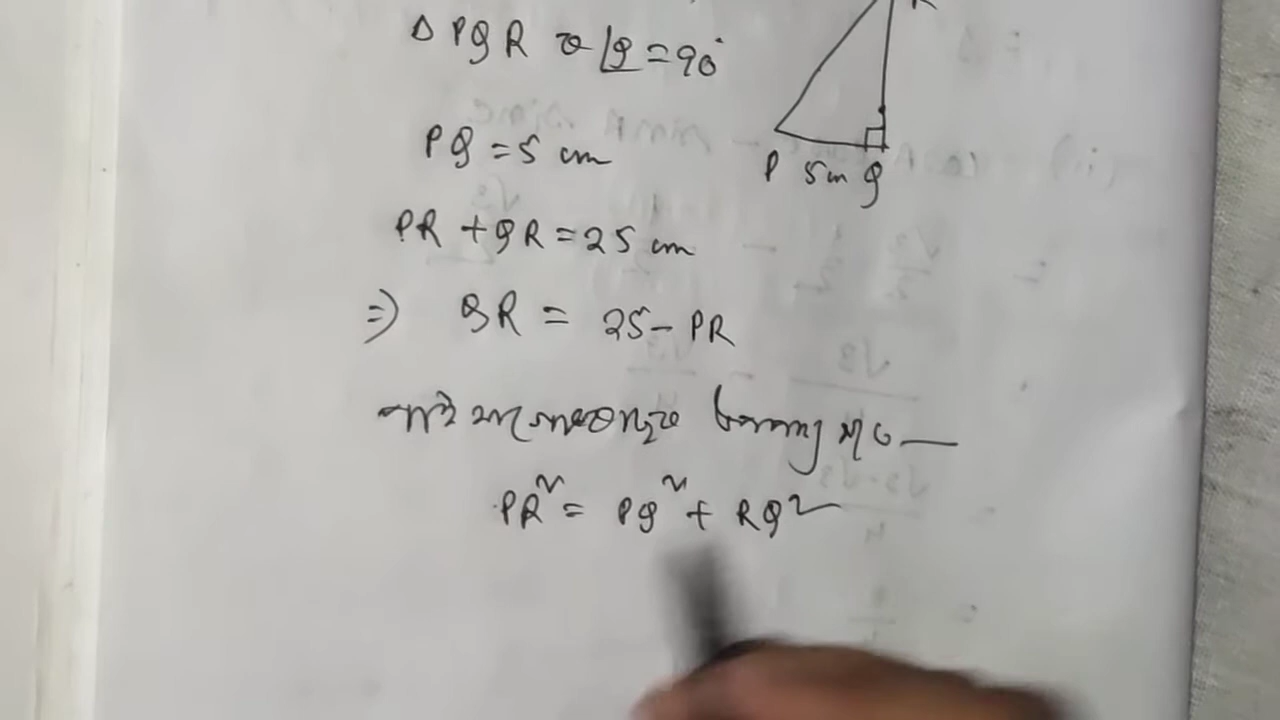 Δ PQR ত ∠Q = 90°
R
PQ = 5 cm
P 5cm Q
PR + QR = 25 cm
⇒ QR = 25 - PR
PR² = PQ² + RQ²